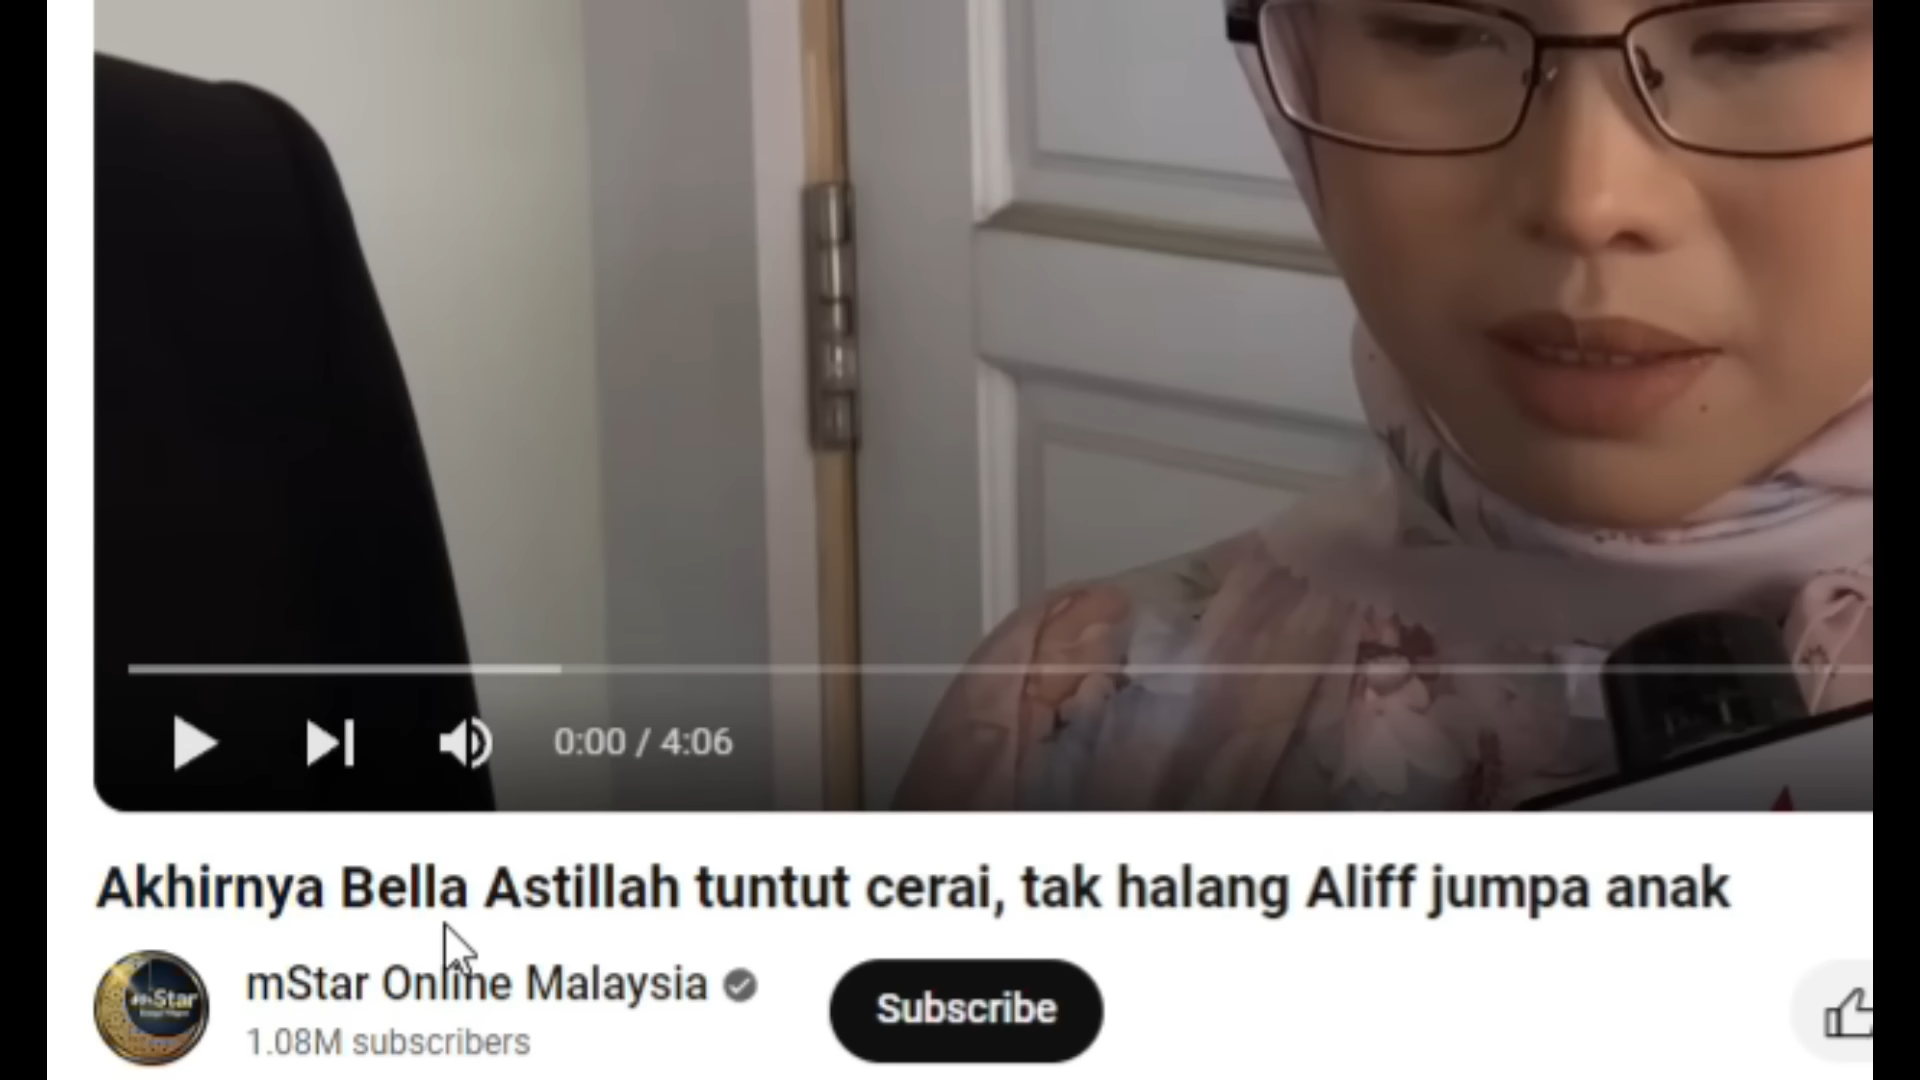 0:00 / 4:06
Akhirnya Bella Astillah tuntut cerai, tak halang Aliff jumpa anak
mStar Online Malaysia
1.08M subscribers
Subscribe